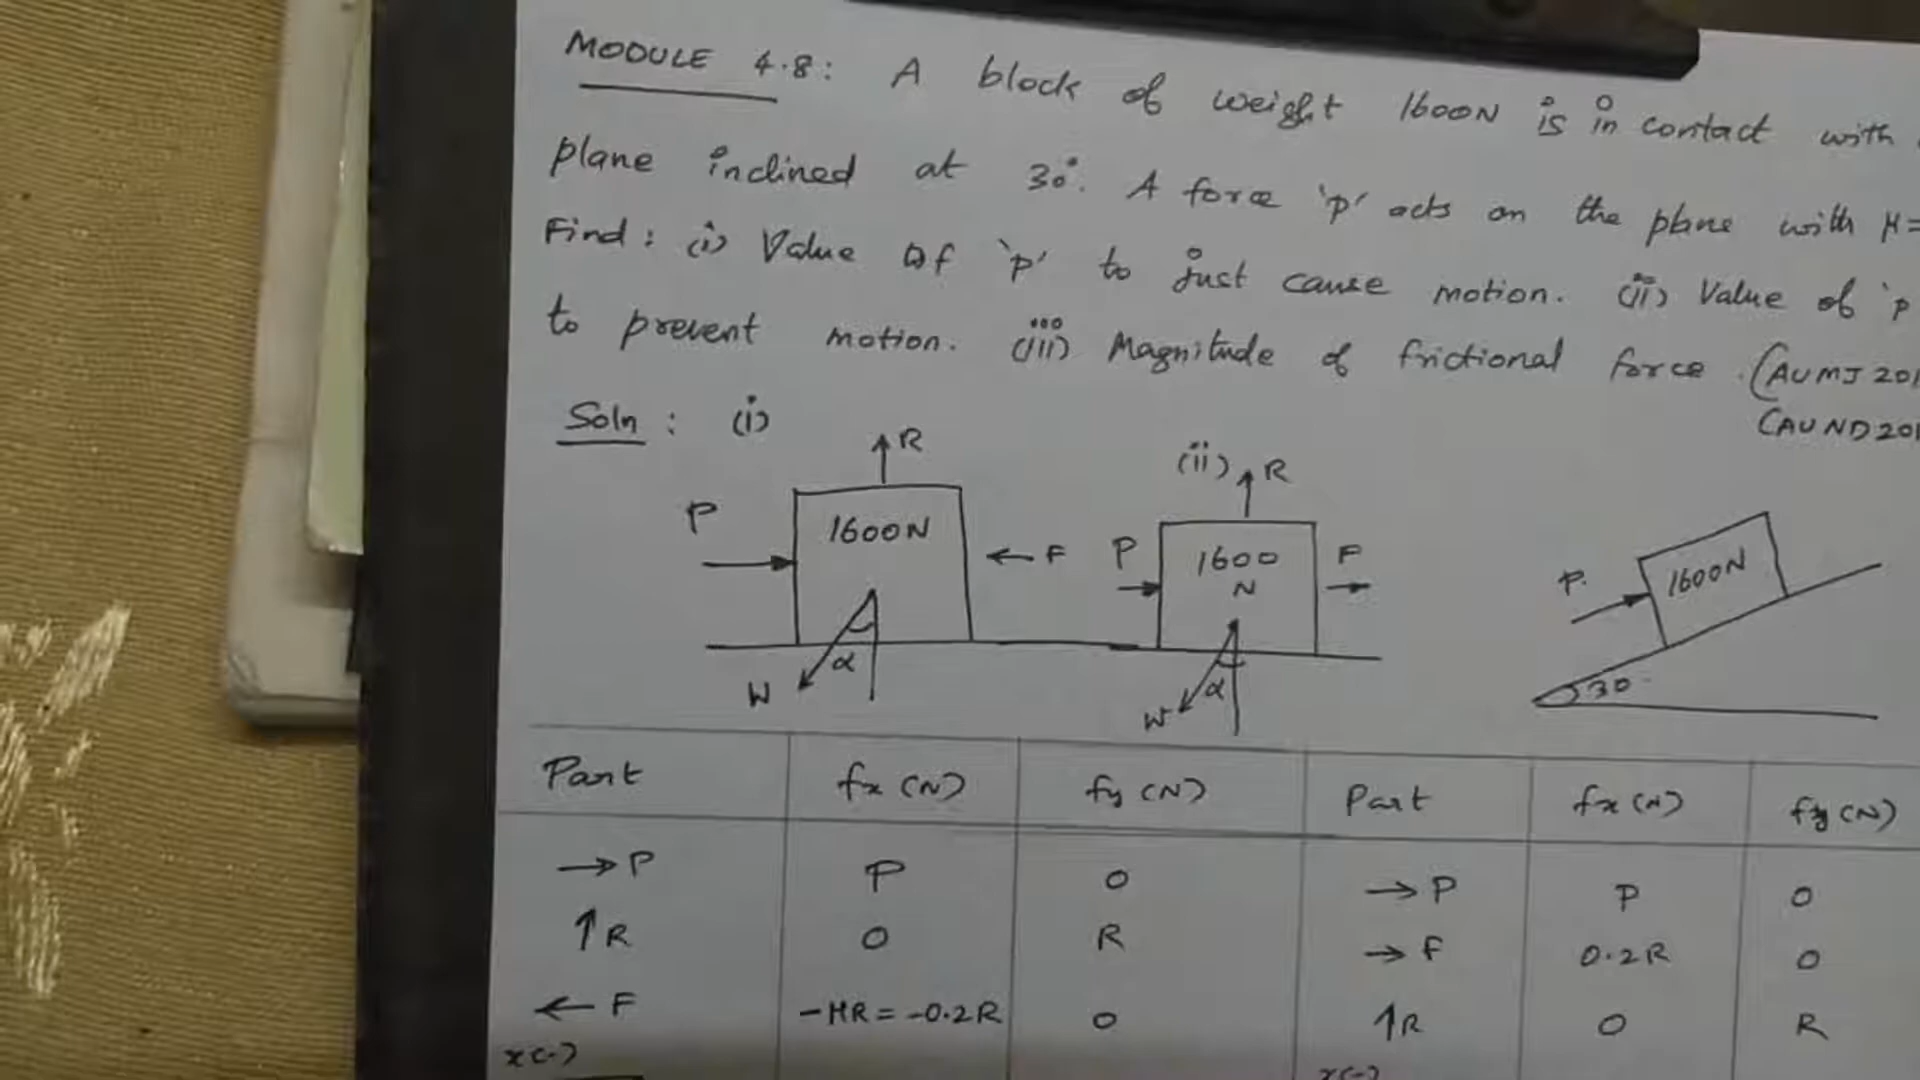 MODULE 4.8: A block of weight 1600N is in contact with
plane inclined at 30°. A force 'p' acts on the plane with μ=
Find: (i) Value of 'p' to just cause motion. (ii) Value of 'p
to prevent motion. (iii) Magnitude of frictional force. (AUMJ 201
(AUND 201
Soln: (i)
R
P
1600N
F
α
W
(ii)
R
P
1600
N
F
α
W
P.
1600N
30
Part fx (N) fy (N) Part fx (N) fy (N)
→P P 0 →P P 0
↑R 0 R →F 0.2R 0
←F -μR = -0.2R 0 ↑R 0 R
x(-) x(-)